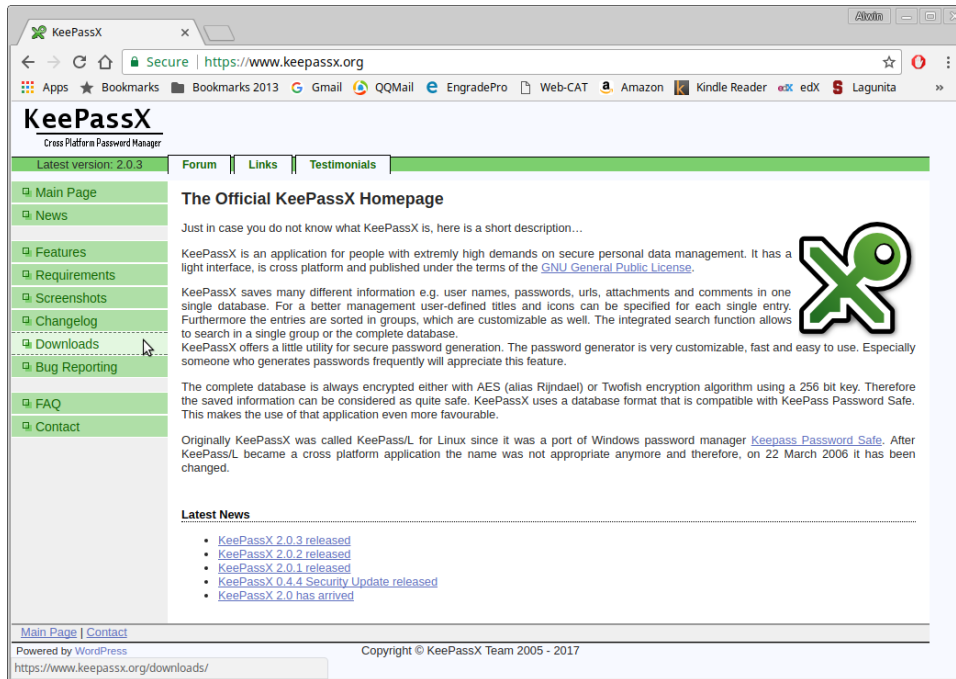 Alwin
KeePassX
Secure | https://www.keepassx.org
Apps Bookmarks Bookmarks 2013 Gmail QQMail EngradePro Web-CAT Amazon Kindle Reader edX Lagunita »
KeePassX
Cross Platform Password Manager
Latest version: 2.0.3
Forum Links Testimonials
Main Page
News
Features
Requirements
Screenshots
Changelog
Downloads
Bug Reporting
FAQ
Contact
The Official KeePassX Homepage
Just in case you do not know what KeePassX is, here is a short description…
KeePassX is an application for people with extremly high demands on secure personal data management. It has a
light interface, is cross platform and published under the terms of the GNU General Public License.
KeePassX saves many different information e.g. user names, passwords, urls, attachments and comments in one
single database. For a better management user-defined titles and icons can be specified for each single entry.
Furthermore the entries are sorted in groups, which are customizable as well. The integrated search function allows
to search in a single group or the complete database.
KeePassX offers a little utility for secure password generation. The password generator is very customizable, fast and easy to use. Especially
someone who generates passwords frequently will appreciate this feature.
The complete database is always encrypted either with AES (alias Rijndael) or Twofish encryption algorithm using a 256 bit key. Therefore
the saved information can be considered as quite safe. KeePassX uses a database format that is compatible with KeePass Password Safe.
This makes the use of that application even more favourable.
Originally KeePassX was called KeePass/L for Linux since it was a port of Windows password manager Keepass Password Safe. After
KeePass/L became a cross platform application the name was not appropriate anymore and therefore, on 22 March 2006 it has been
changed.
Latest News
KeePassX 2.0.3 released
KeePassX 2.0.2 released
KeePassX 2.0.1 released
KeePassX 0.4.4 Security Update released
KeePassX 2.0 has arrived
Main Page | Contact
Powered by WordPress
Copyright © KeePassX Team 2005 - 2017
https://www.keepassx.org/downloads/